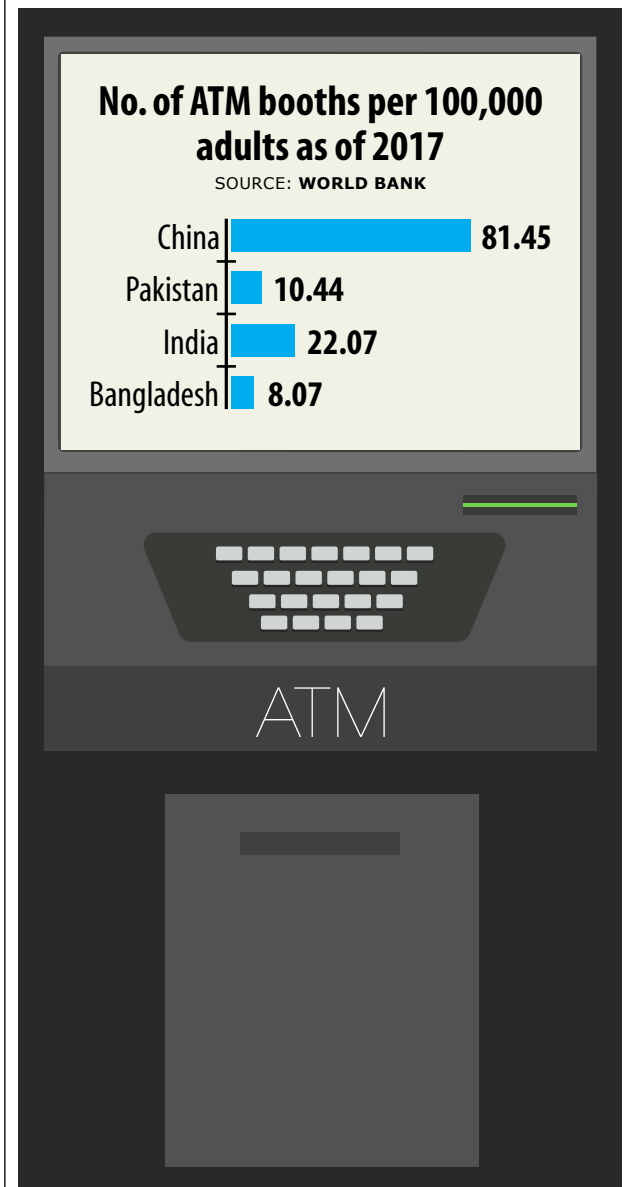 No. of ATM booths per 100,000
adults as of 2017
SOURCE: WORLD BANK
China 81.45
Pakistan 10.44
India 22.07
Bangladesh 8.07
ATM